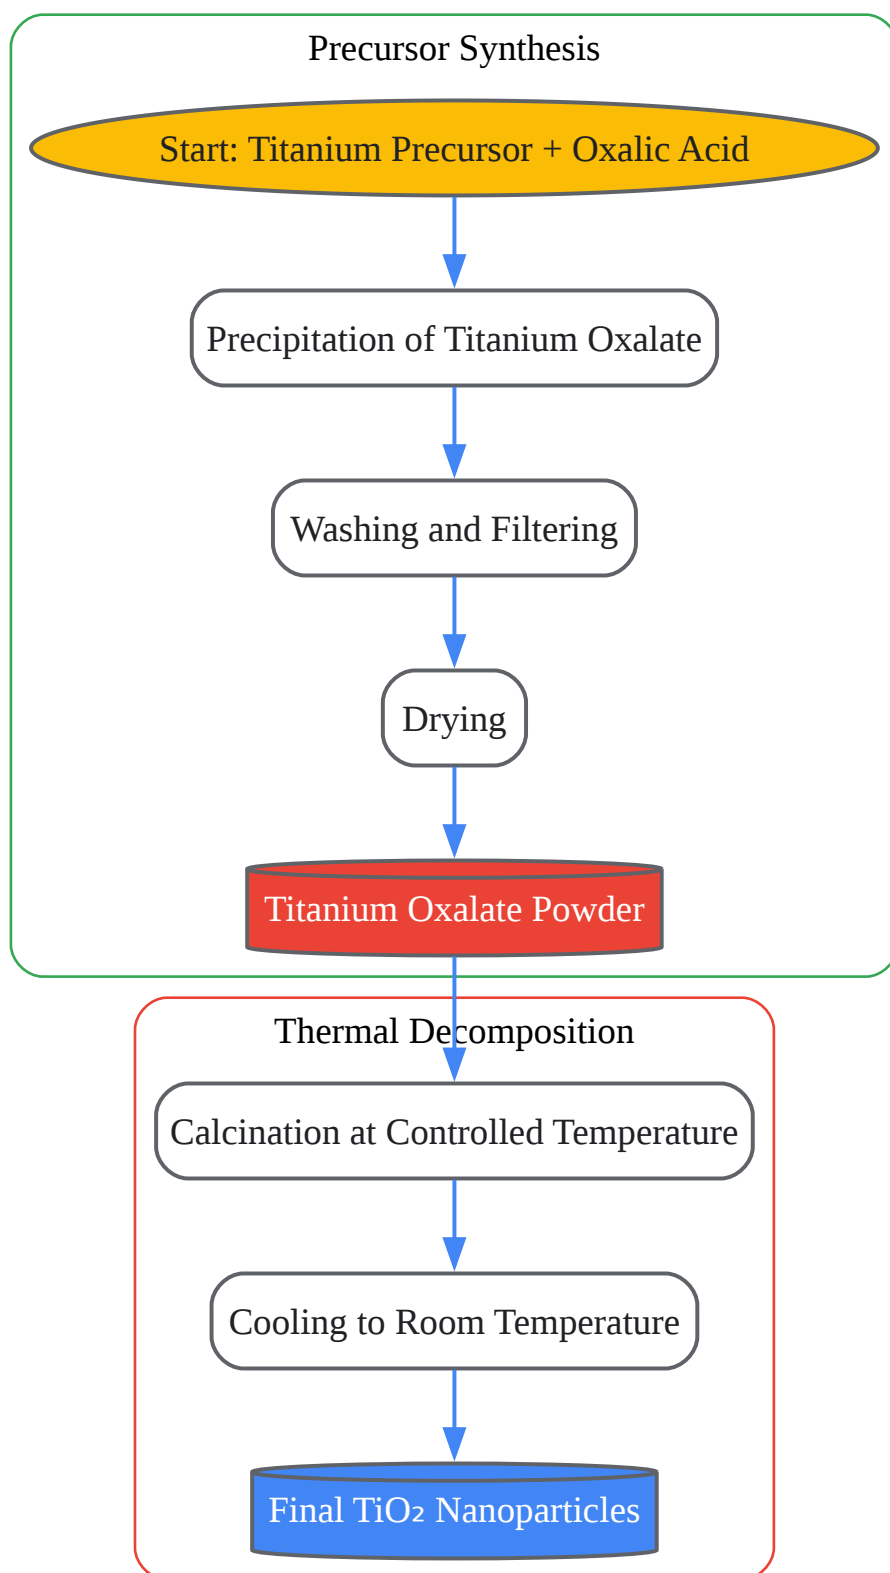 Precursor Synthesis
Start: Titanium Precursor + Oxalic Acid
Precipitation of Titanium Oxalate
Washing and Filtering
Drying
Titanium Oxalate Powder
Thermal Decomposition
Calcination at Controlled Temperature
Cooling to Room Temperature
Final TiO₂ Nanoparticles